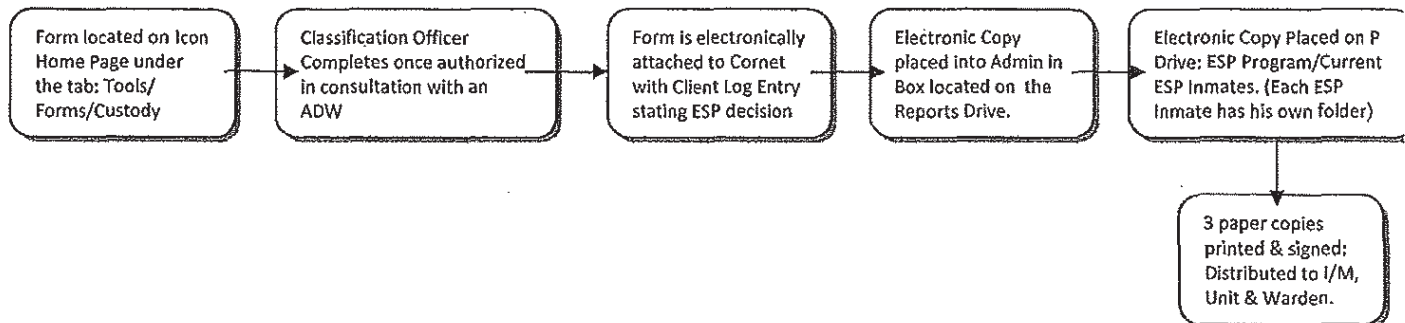 Form located on Icon
Home Page under
the tab: Tools/
Forms/Custody
Classification Officer
Completes once authorized
in consultation with an
ADW
Form is electronically
attached to Cornet
with Client Log Entry
stating ESP decision
Electronic Copy
placed into Admin in
Box located on the
Reports Drive.
Electronic Copy Placed on P
Drive: ESP Program/Current
ESP Inmates. (Each ESP
Inmate has his own folder)
3 paper copies
printed & signed;
Distributed to I/M,
Unit & Warden.